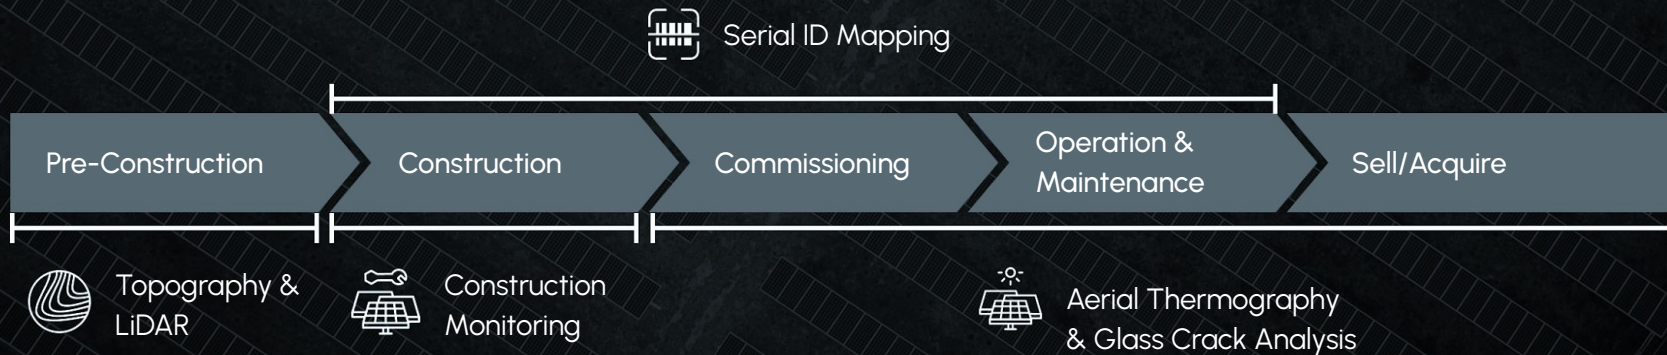 Serial ID Mapping
Pre-Construction
Construction
Commissioning
Operation &
Maintenance
Sell/Acquire
Topography &
LiDAR
Construction
Monitoring
Aerial Thermography
& Glass Crack Analysis